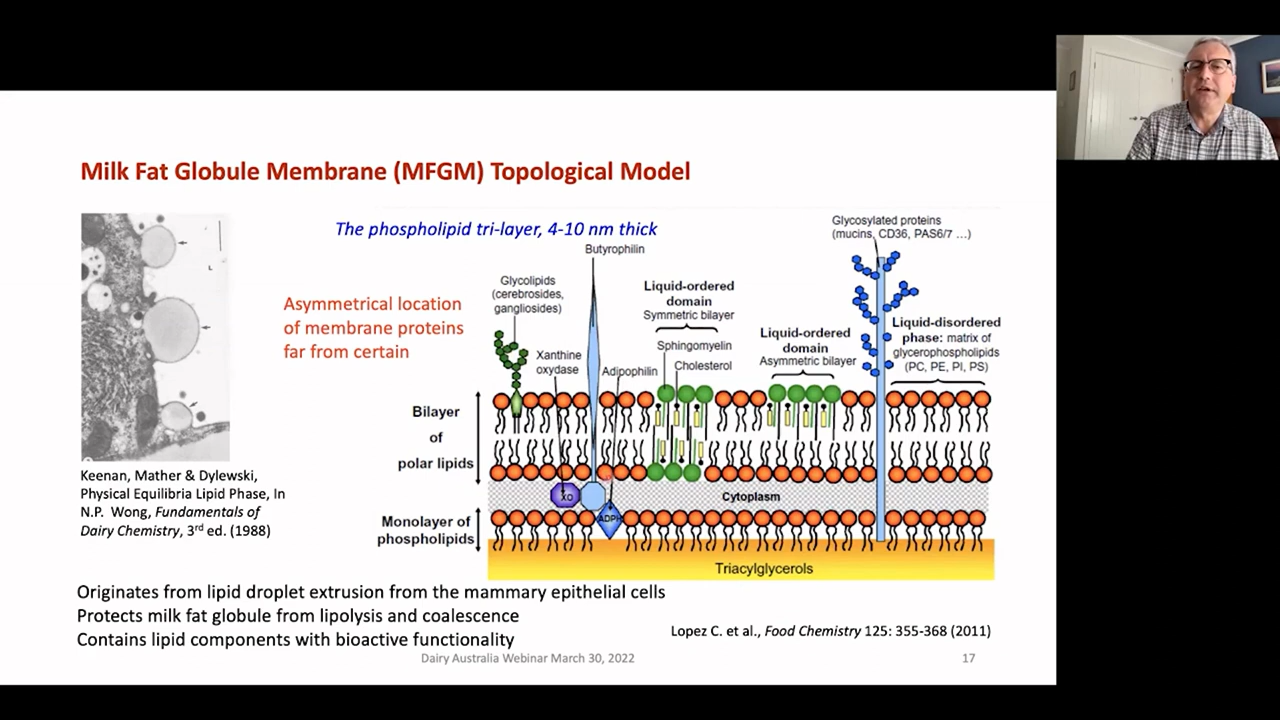 Milk Fat Globule Membrane (MFGM) Topological Model
The phospholipid tri-layer, 4-10 nm thick
Asymmetrical location
of membrane proteins
far from certain
Keenan, Mather & Dylewski,
Physical Equilibria Lipid Phase, In
N.P. Wong, Fundamentals of
Dairy Chemistry, 3rd ed. (1988)
L
Glycolipids
(cerebrosides,
gangliosides)
Butyrophilin
Xanthine
oxydase
Adipophilin
Liquid-ordered
domain
Symmetric bilayer
Sphingomyelin
Cholesterol
Liquid-ordered
domain
Asymmetric bilayer
Glycosylated proteins
(mucins, CD36, PAS6/7 ...)
Liquid-disordered
phase: matrix of
glycerophospholipids
(PC, PE, PI, PS)
Bilayer
of
polar lipids
XO
ADPH
Cytoplasm
Monolayer of
phospholipids
Triacylglycerols
Originates from lipid droplet extrusion from the mammary epithelial cells
Protects milk fat globule from lipolysis and coalescence
Contains lipid components with bioactive functionality
Lopez C. et al., Food Chemistry 125: 355-368 (2011)
Dairy Australia Webinar March 30, 2022
17